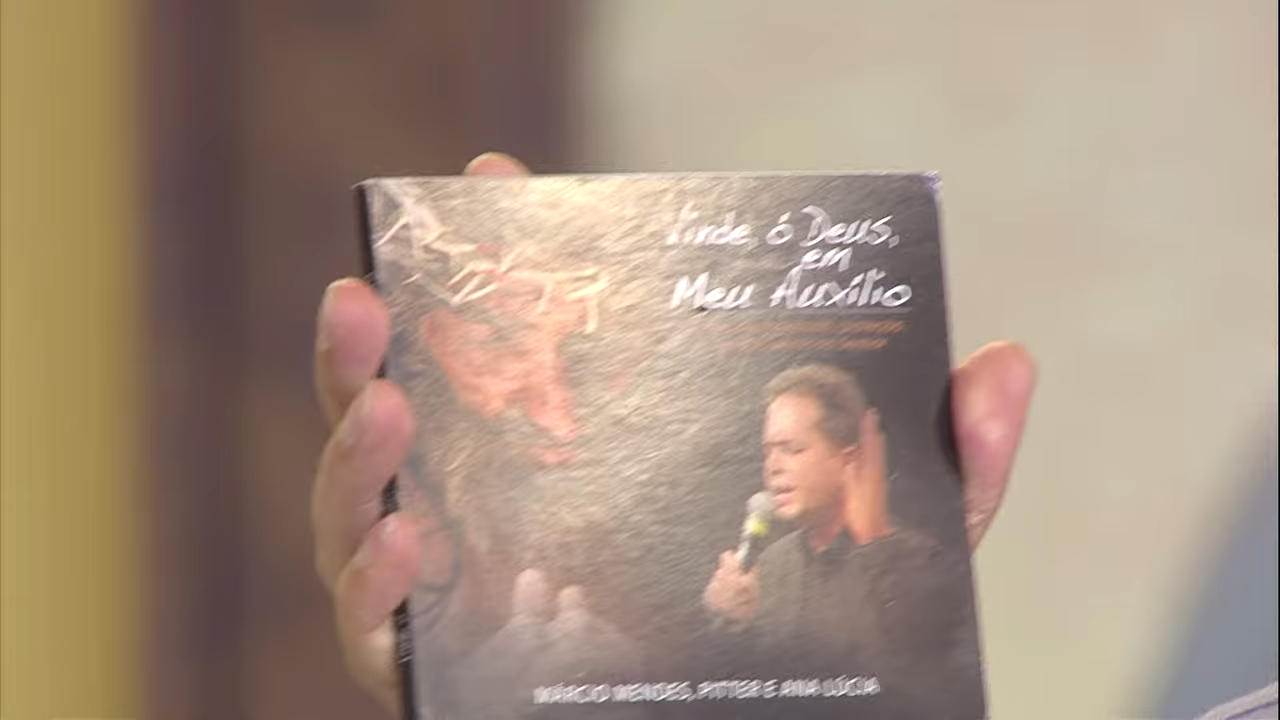 Vinde, ó Deus,
em
Meu Auxílio
MÁRCIO MENDES, PITTER E ANA LÚCIA